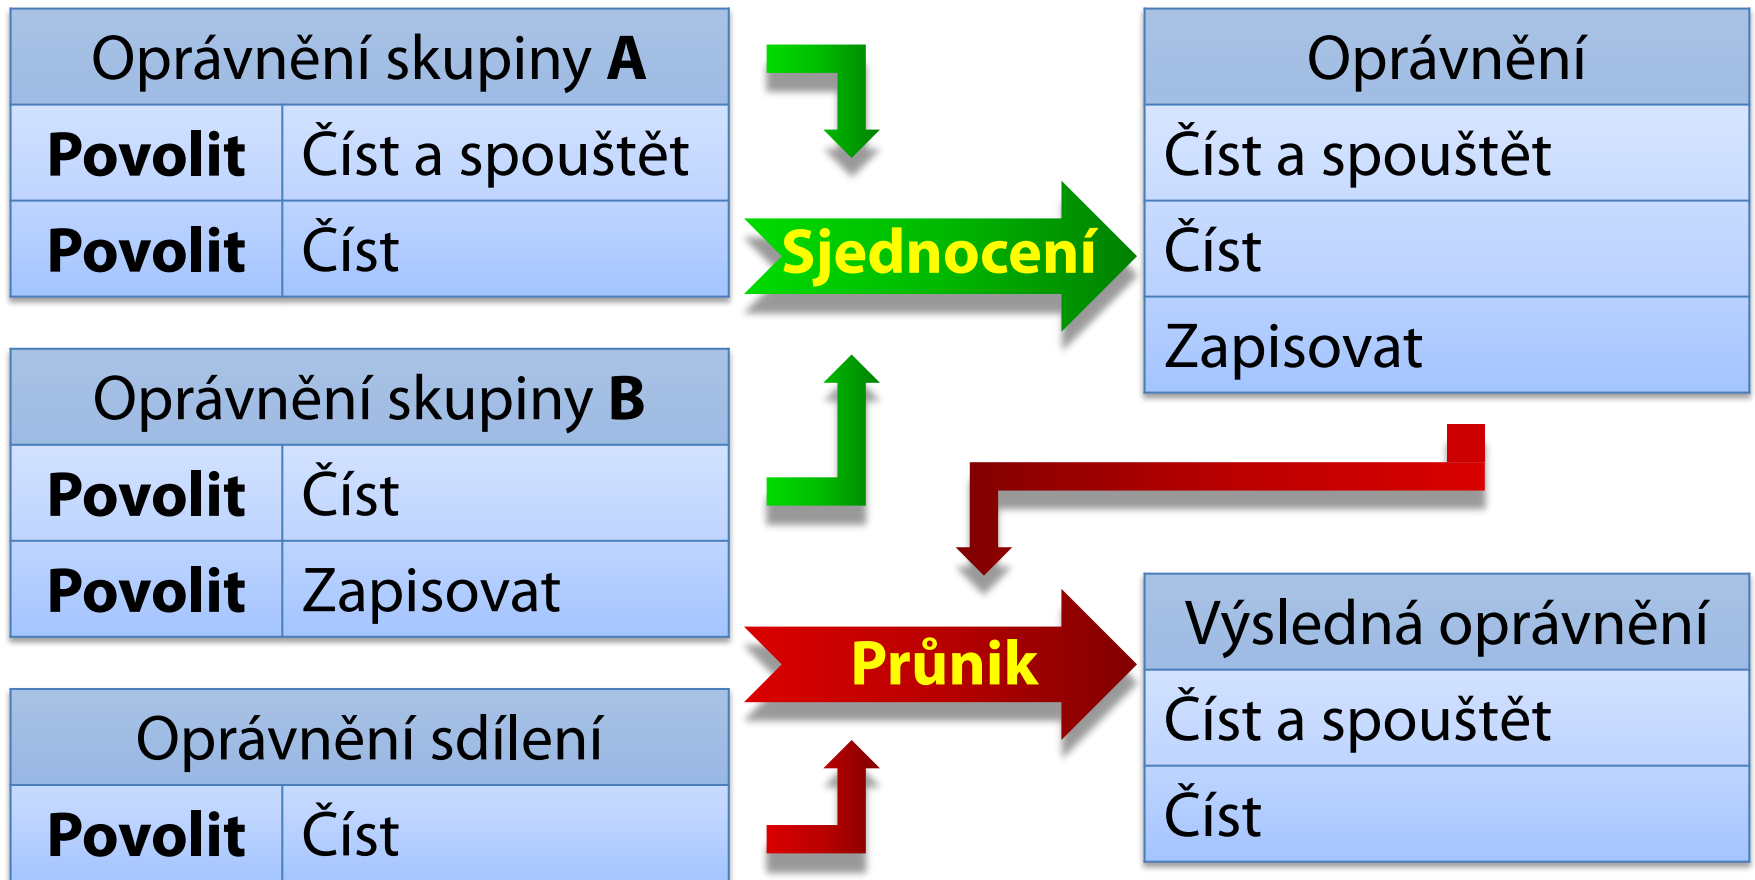 Oprávnění skupiny A
Povolit Číst a spouštět
Povolit Číst
Oprávnění skupiny B
Povolit Číst
Povolit Zapisovat
Oprávnění sdílení
Povolit Číst
Sjednocení
Průnik
Oprávnění
Číst a spouštět
Číst
Zapisovat
Výsledná oprávnění
Číst a spouštět
Číst